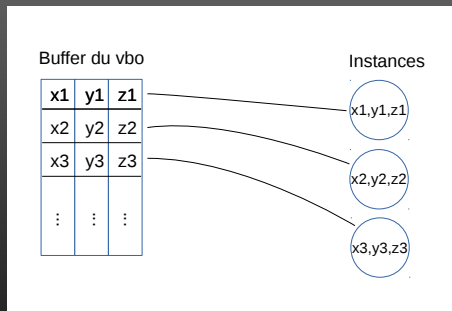 Buffer du vbo
Instances
x1 y1 z1
x2 y2 z2
x3 y3 z3
⋮ ⋮ ⋮
x1,y1,z1
x2,y2,z2
x3,y3,z3